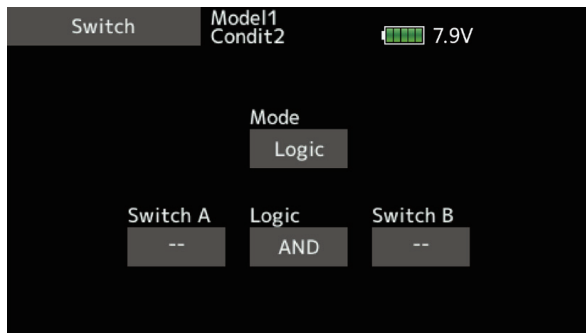 Switch
Model1
Condit2
7.9V
Mode
Logic
Switch A Logic Switch B
-- AND --